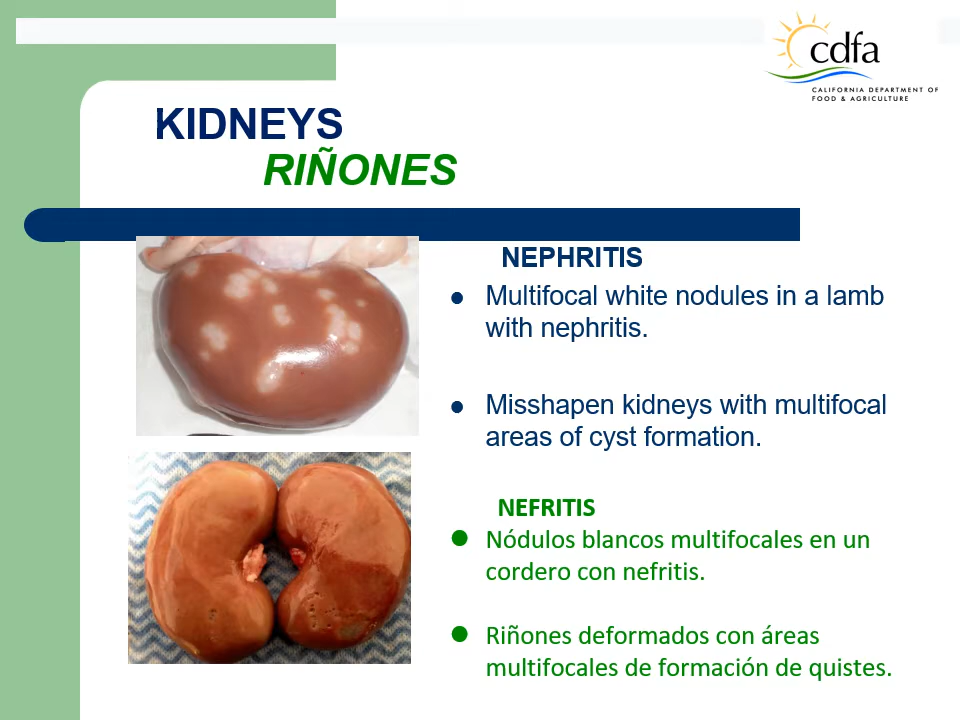 cdfa
CALIFORNIA DEPARTMENT OF
FOOD & AGRICULTURE
KIDNEYS
RIÑONES
NEPHRITIS
Multifocal white nodules in a lamb
with nephritis.
Misshapen kidneys with multifocal
areas of cyst formation.
NEFRITIS
Nódulos blancos multifocales en un
cordero con nefritis.
Riñones deformados con áreas
multifocales de formación de quistes.